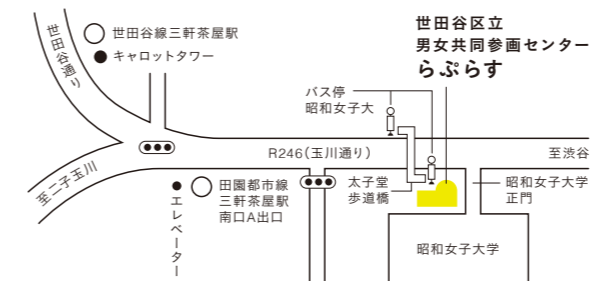 世田谷区立
男女共同参画センター
らぷらす
世田谷通り
世田谷線三軒茶屋駅
キャロットタワー
バス停
昭和女子大
R246(玉川通り)
至渋谷
至二子玉川
エレベーター
田園都市線
三軒茶屋駅
南口A出口
太子堂
歩道橋
昭和女子大学
正門
昭和女子大学